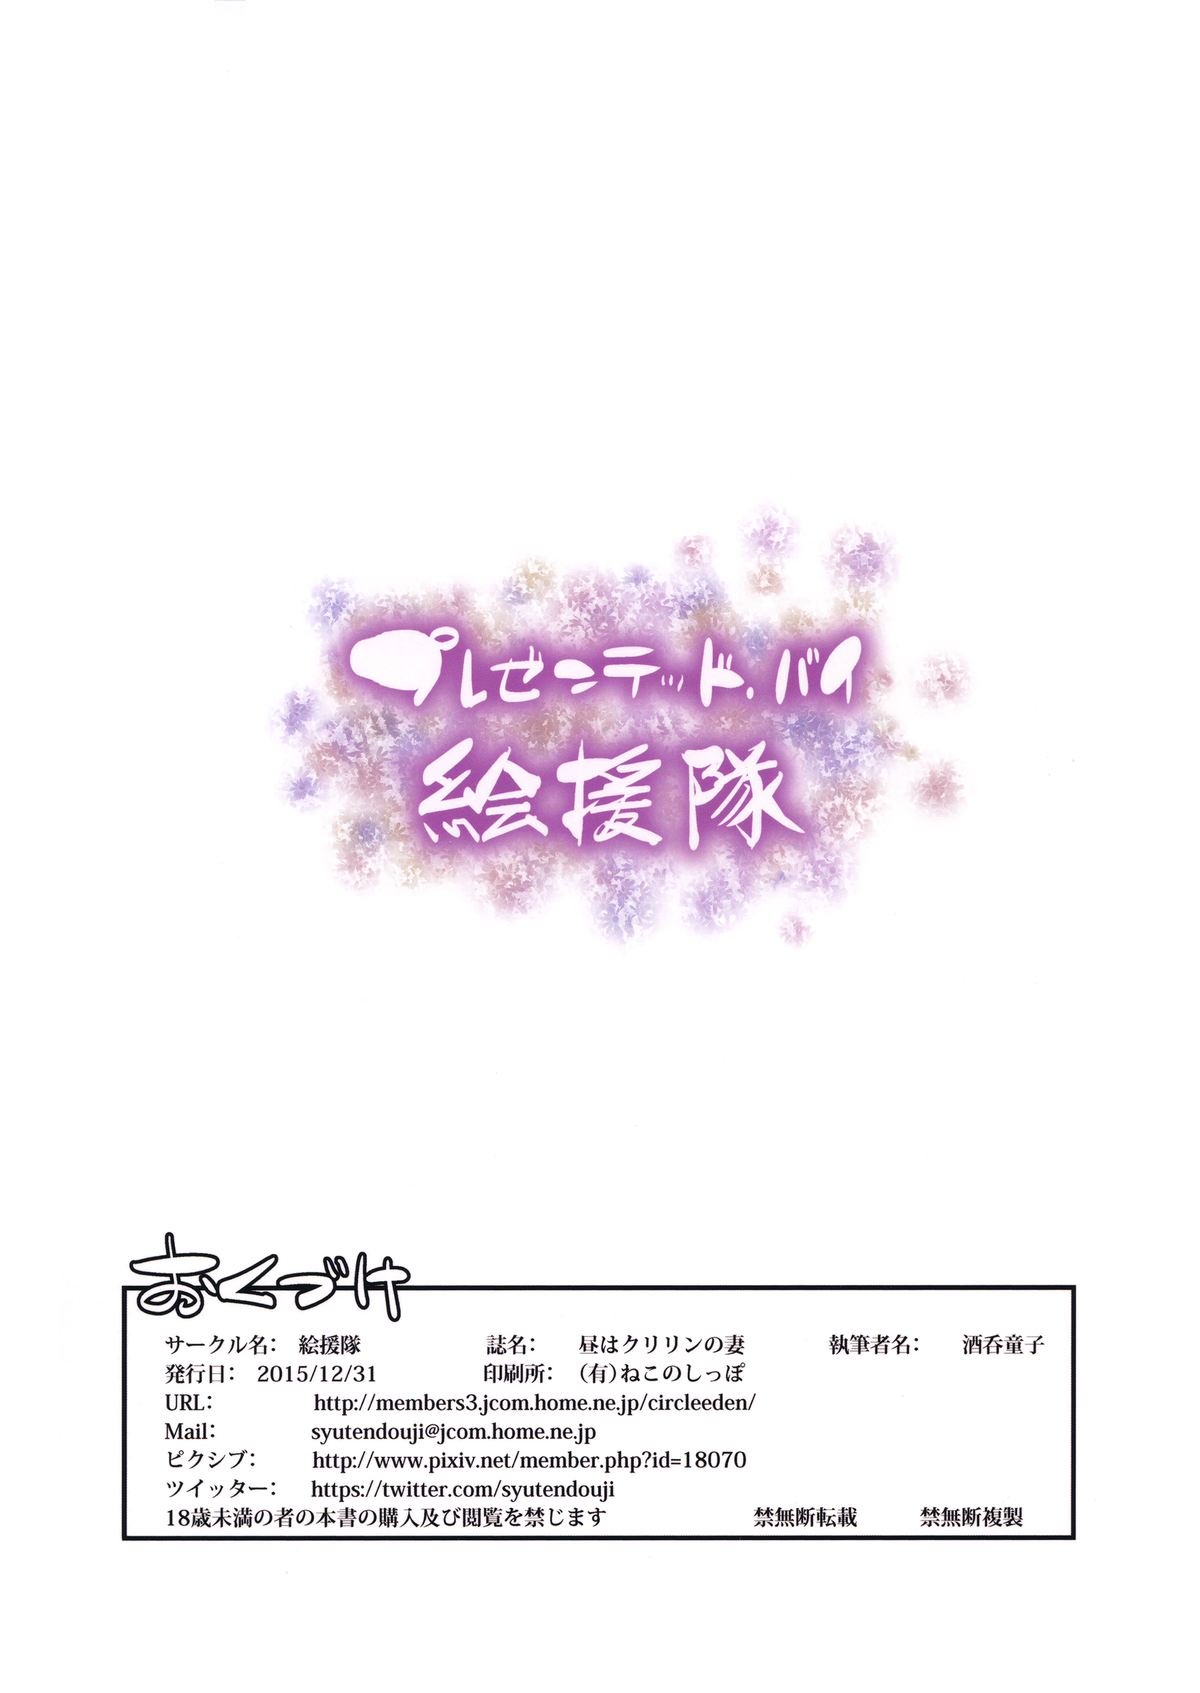 プレゼンテッド.バイ
絵援隊
おくづけ
サークル名： 絵援隊 誌名： 昼はクリリンの妻 執筆者名： 酒呑童子
発行日： 2015/12/31 印刷所： (有)ねこのしっぽ
URL： http://members3.jcom.home.ne.jp/circleeden/
Mail： syutendouji@jcom.home.ne.jp
ピクシブ： http://www.pixiv.net/member.php?id=18070
ツイッター： https://twitter.com/syutendouji
18歳未満の者の本書の購入及び閲覧を禁じます 禁無断転載 禁無断複製